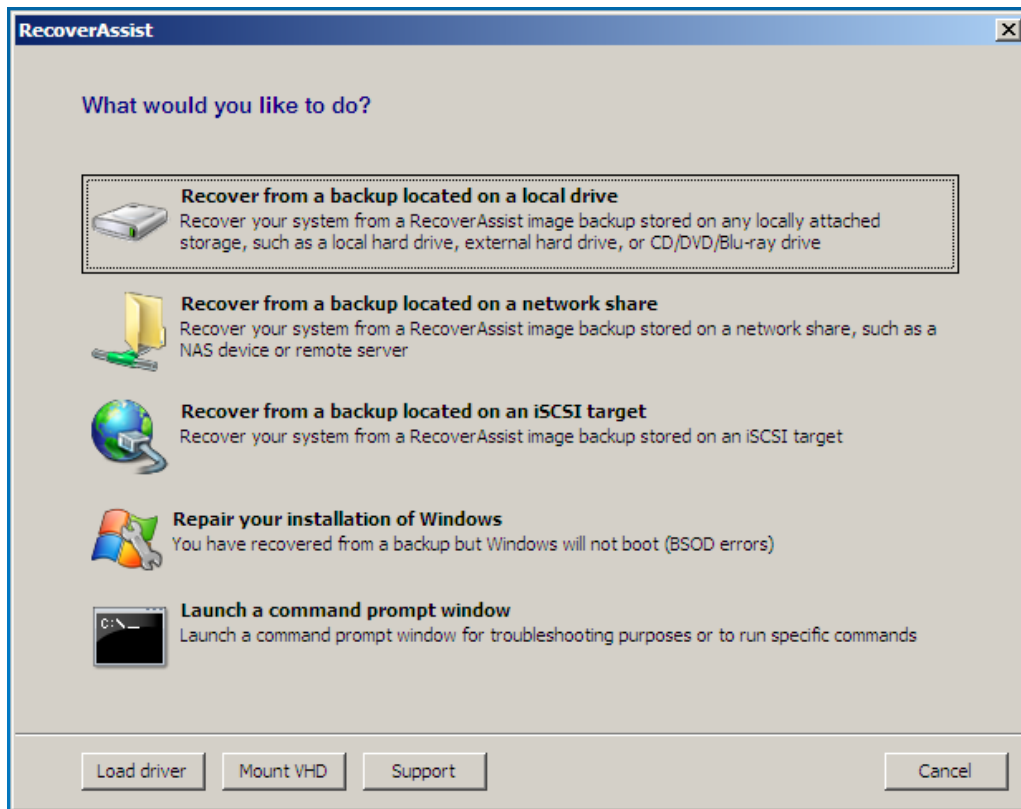 RecoverAssist
What would you like to do?
Recover from a backup located on a local drive
Recover your system from a RecoverAssist image backup stored on any locally attached
storage, such as a local hard drive, external hard drive, or CD/DVD/Blu-ray drive
Recover from a backup located on a network share
Recover your system from a RecoverAssist image backup stored on a network share, such as a
NAS device or remote server
Recover from a backup located on an iSCSI target
Recover your system from a RecoverAssist image backup stored on an iSCSI target
Repair your installation of Windows
You have recovered from a backup but Windows will not boot (BSOD errors)
C:\_
Launch a command prompt window
Launch a command prompt window for troubleshooting purposes or to run specific commands
Load driver
Mount VHD
Support
Cancel